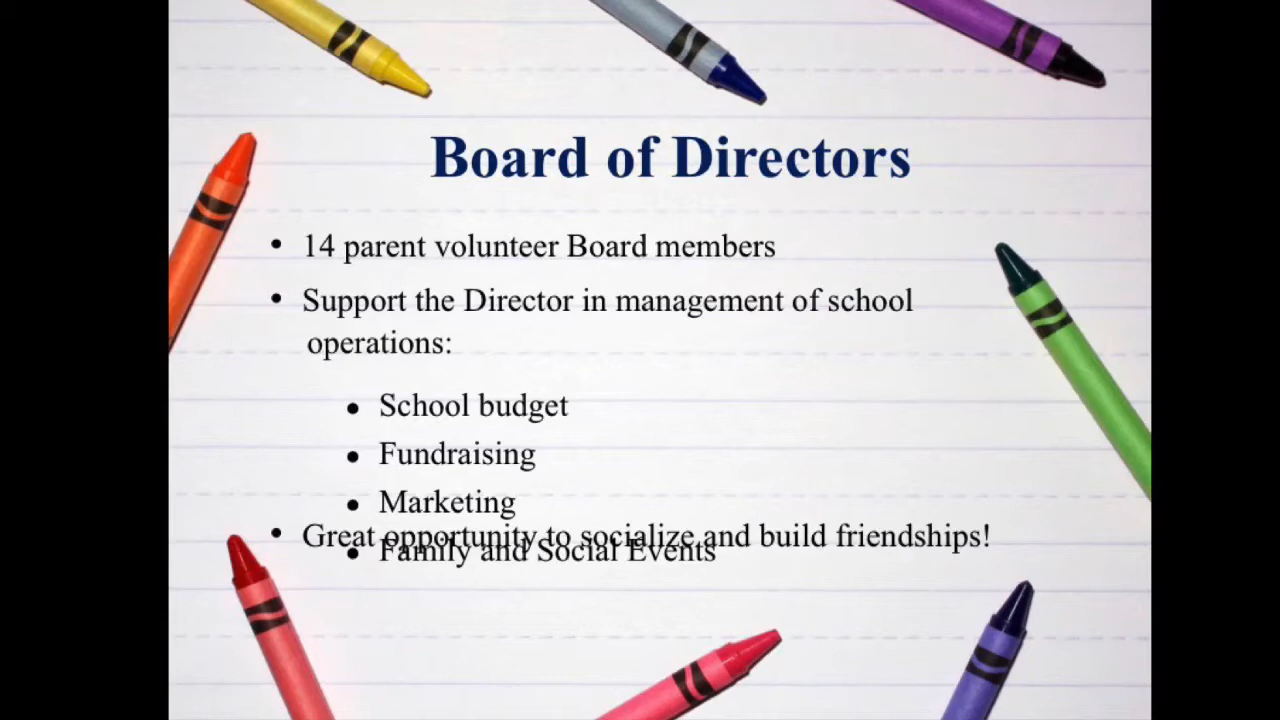 Board of Directors
• 14 parent volunteer Board members
• Support the Director in management of school
operations:
• School budget
• Fundraising
• Marketing
• Great opportunity to socialize and build friendships!
• Family and Social Events